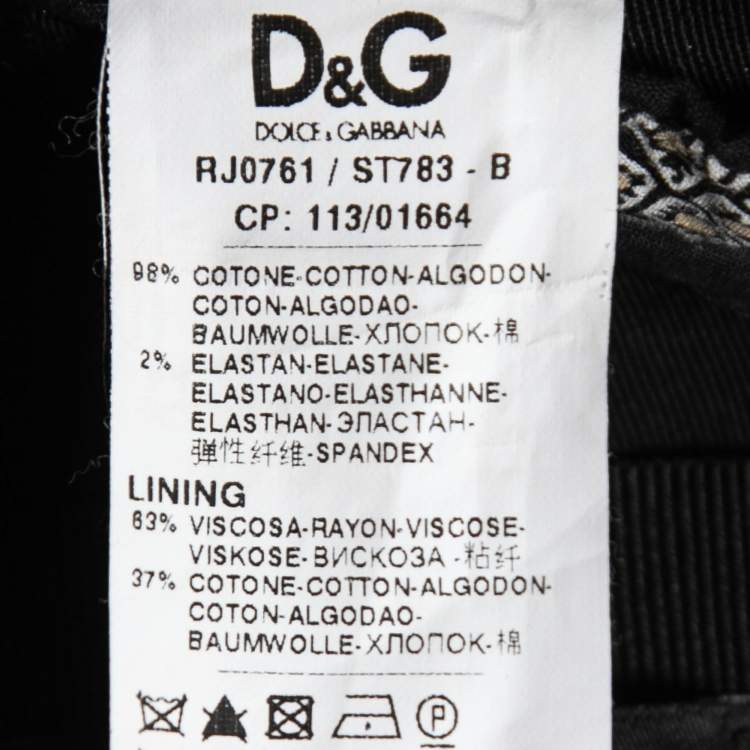 D&G
DOLCE & GABBANA
RJ0761 / ST783 - B
CP: 113/01664
98% COTONE-COTTON-ALGODON-
COTON-ALGODAO-
BAUMWOLLE-ХЛОПОК-棉
2% ELASTAN-ELASTANE-
ELASTANO-ELASTHANNE-
ELASTHAN-ЭЛАСТАН-
弹性纤维-SPANDEX
LINING
63% VISCOSA-RAYON-VISCOSE-
VISKOSE-ВИСКОЗА -粘纤
37% COTONE-COTTON-ALGODON-
COTON-ALGODAO-
BAUMWOLLE-ХЛОПОК-棉
P